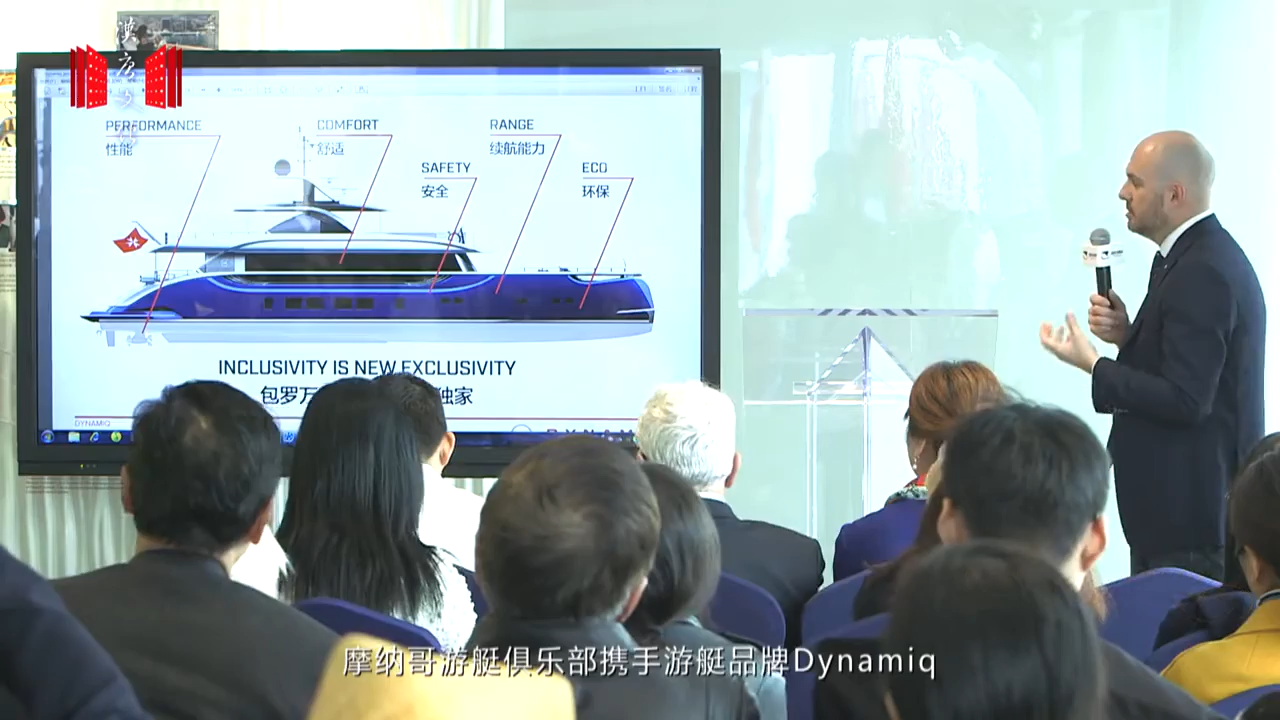 PERFORMANCE
性能
COMFORT
舒适
SAFETY
安全
RANGE
续航能力
ECO
环保
INCLUSIVITY IS NEW EXCLUSIVITY
包罗万
独家
DYNAMIQ
摩纳哥游艇俱乐部携手游艇品牌Dynamiq